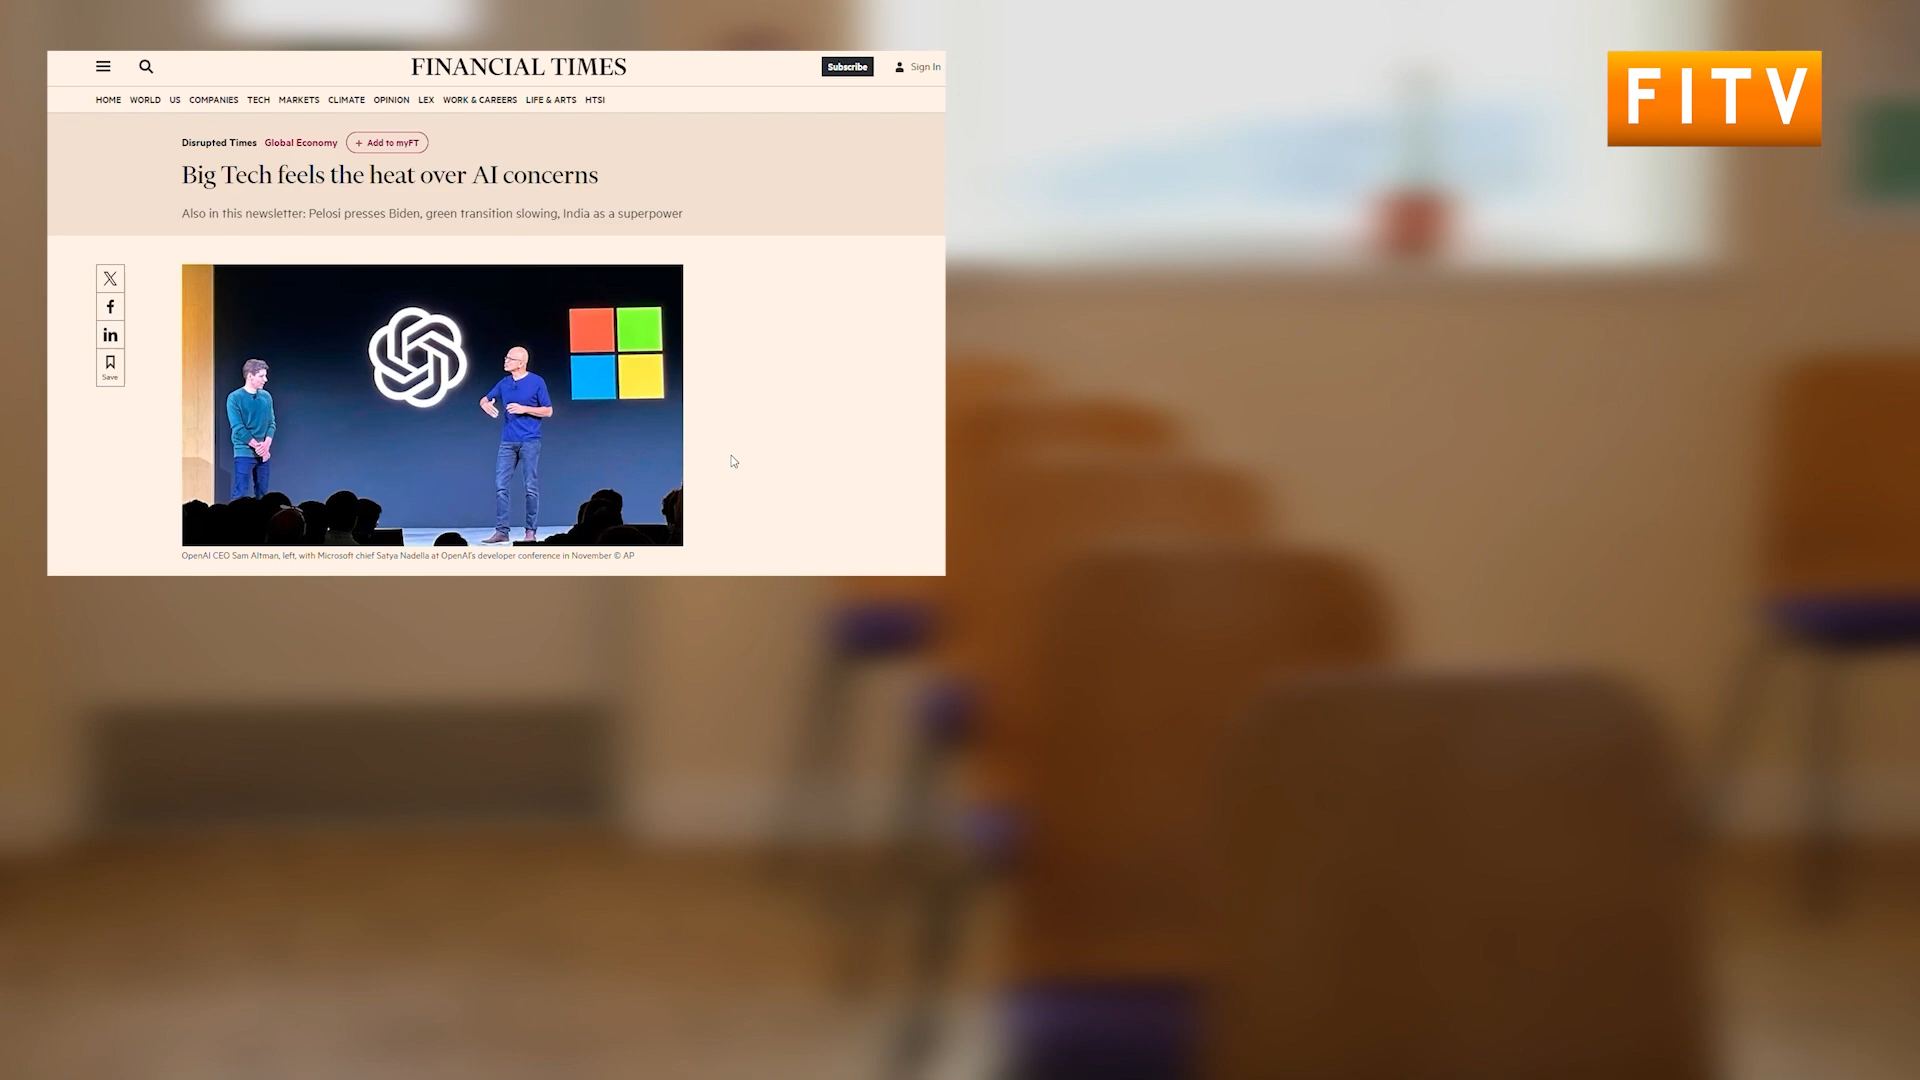 FINANCIAL TIMES
Subscribe
Sign In
FITV
HOME WORLD US COMPANIES TECH MARKETS CLIMATE OPINION LEX WORK & CAREERS LIFE & ARTS HTSI
Disrupted Times Global Economy + Add to myFT
Big Tech feels the heat over AI concerns
Also in this newsletter: Pelosi presses Biden, green transition slowing, India as a superpower
X
f
in
Save
OpenAI CEO Sam Altman, left, with Microsoft chief Satya Nadella at OpenAI's developer conference in November © AP